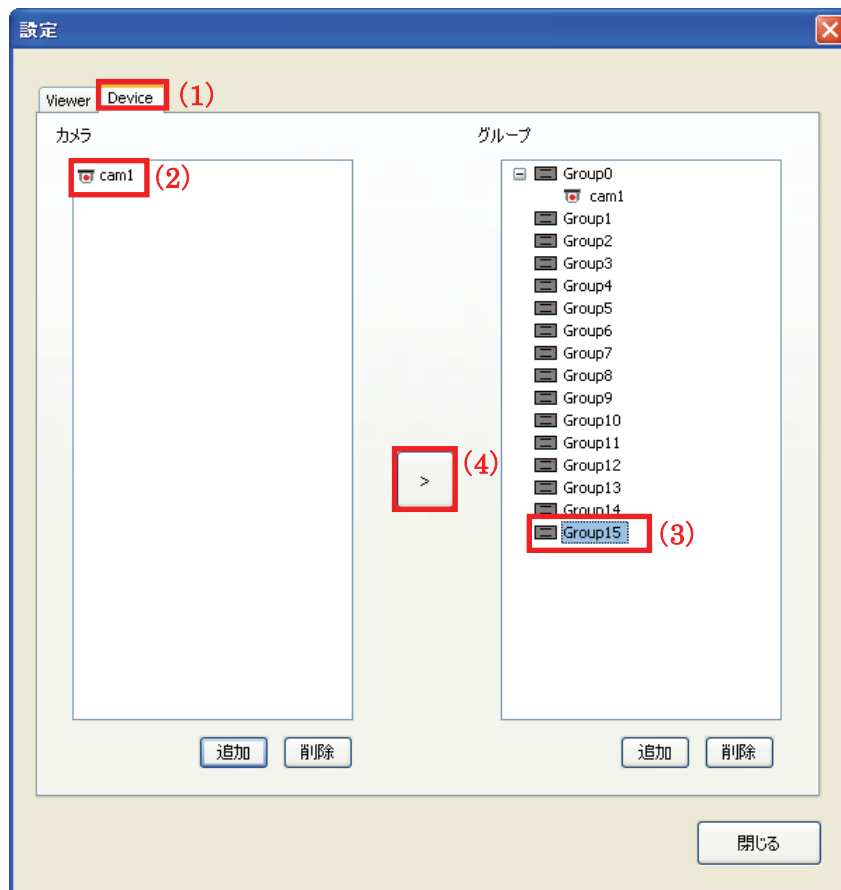 設定
Viewer Device (1)
カメラ
cam1 (2)
グループ
Group0
cam1
Group1
Group2
Group3
Group4
Group5
Group6
Group7
Group8
Group9
Group10
Group11
Group12
Group13
Group14
Group15 (3)
> (4)
追加 削除
追加 削除
閉じる